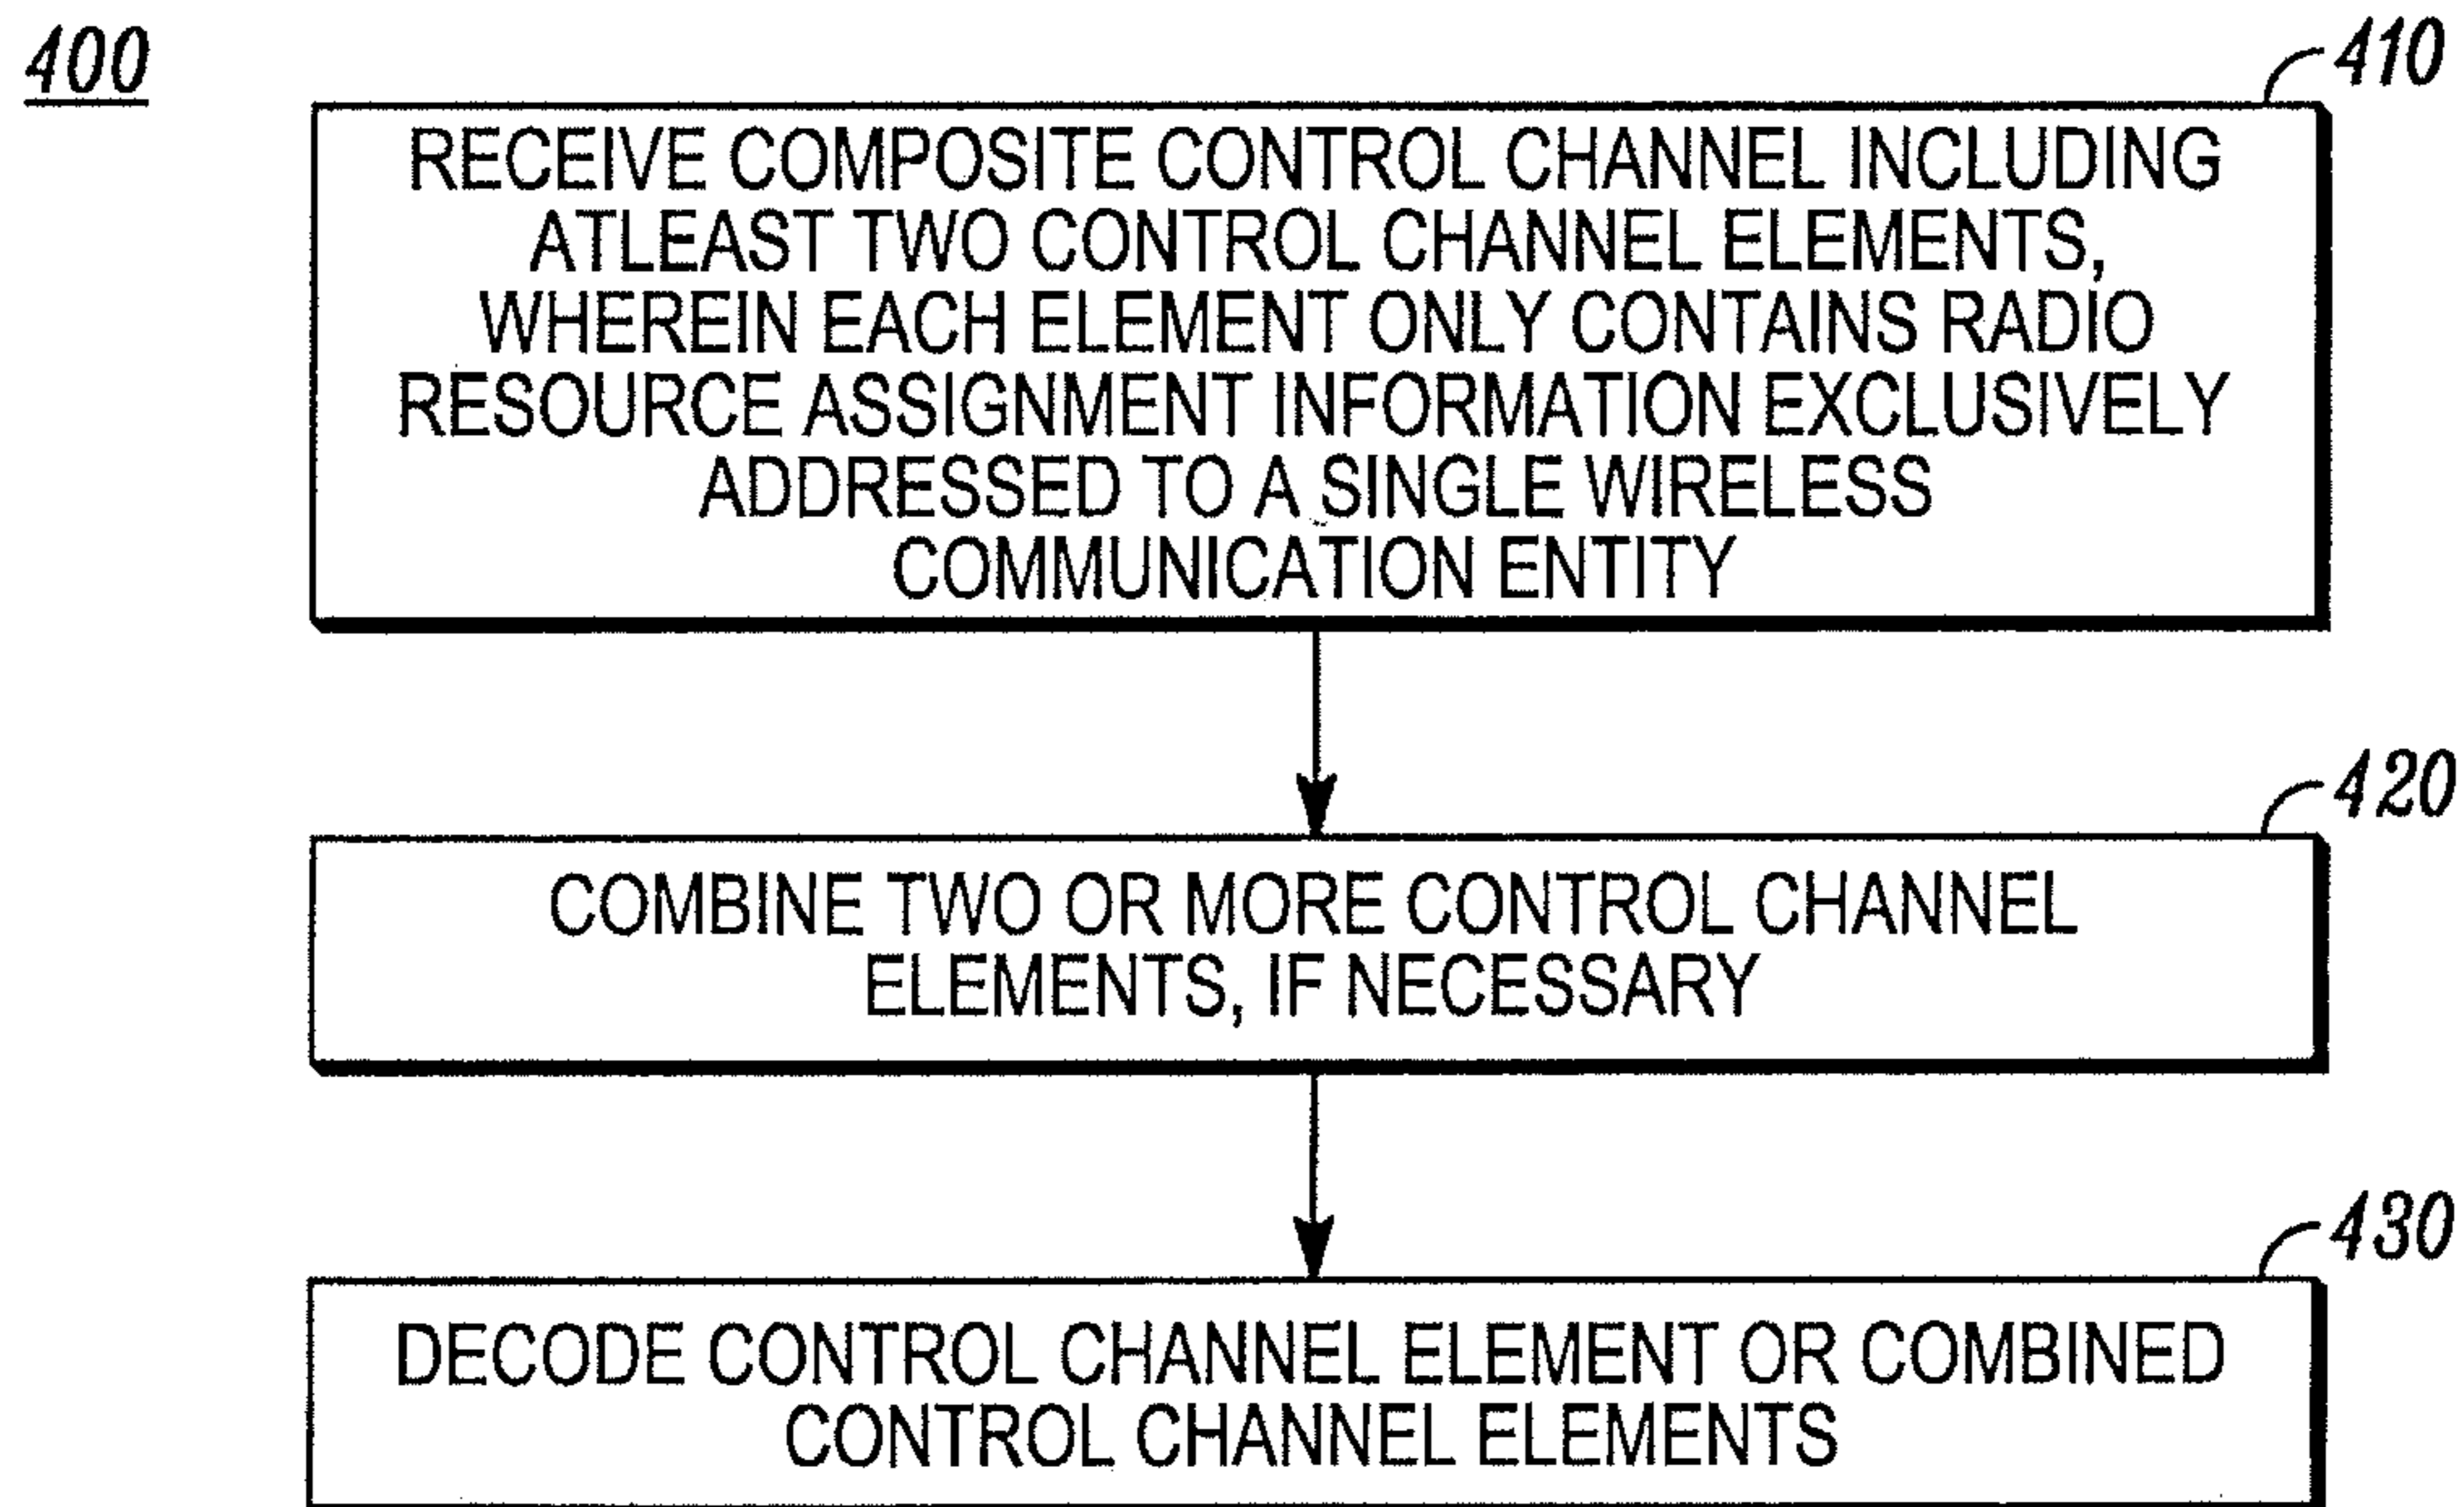 400
410
RECEIVE COMPOSITE CONTROL CHANNEL INCLUDING
ATLEAST TWO CONTROL CHANNEL ELEMENTS,
WHEREIN EACH ELEMENT ONLY CONTAINS RADIO
RESOURCE ASSIGNMENT INFORMATION EXCLUSIVELY
ADDRESSED TO A SINGLE WIRELESS
COMMUNICATION ENTITY
420
COMBINE TWO OR MORE CONTROL CHANNEL
ELEMENTS, IF NECESSARY
430
DECODE CONTROL CHANNEL ELEMENT OR COMBINED
CONTROL CHANNEL ELEMENTS